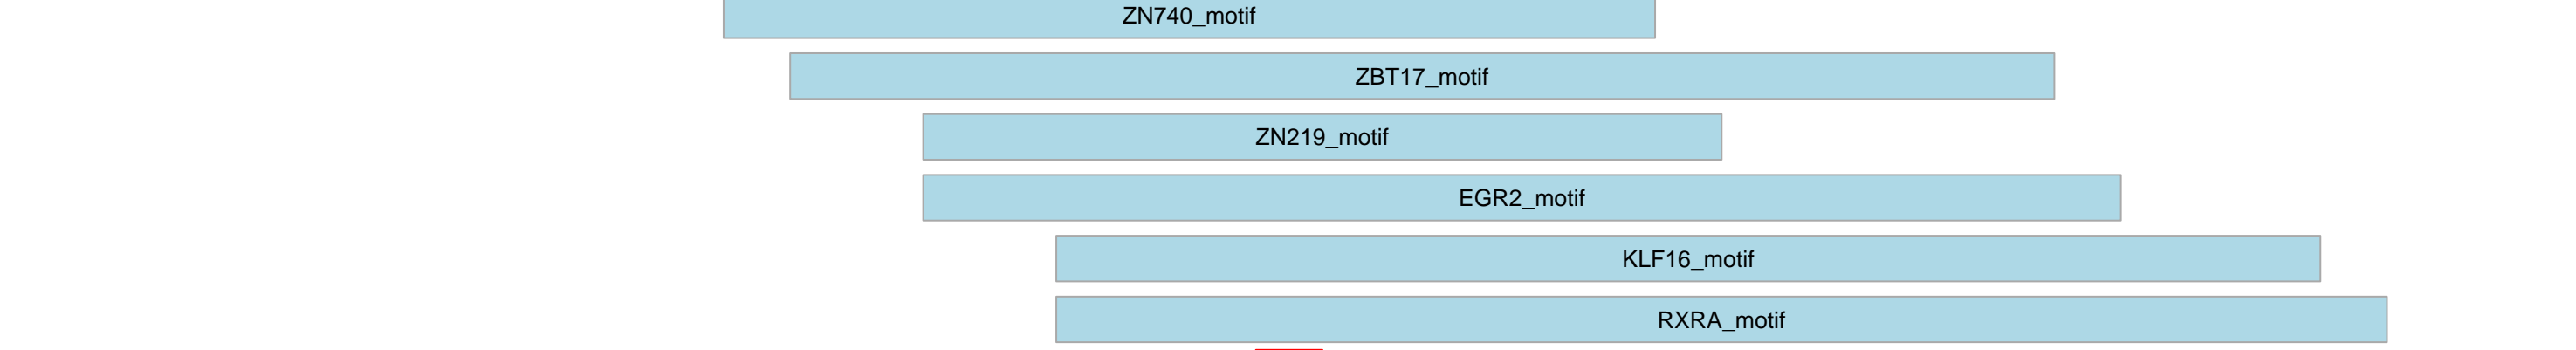 ZN740_motif
ZBT17_motif
ZN219_motif
EGR2_motif
KLF16_motif
RXRA_motif